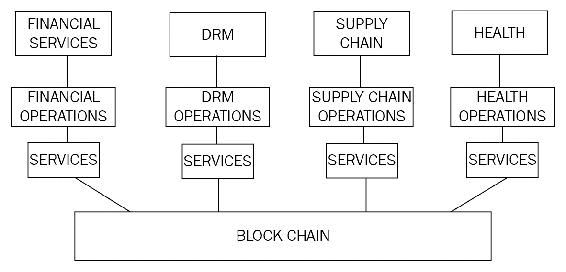 FINANCIAL
SERVICES
DRM
SUPPLY
CHAIN
HEALTH
FINANCIAL
OPERATIONS
DRM
OPERATIONS
SUPPLY CHAIN
OPERATIONS
HEALTH
OPERATIONS
SERVICES
SERVICES
SERVICES
SERVICES
BLOCK CHAIN